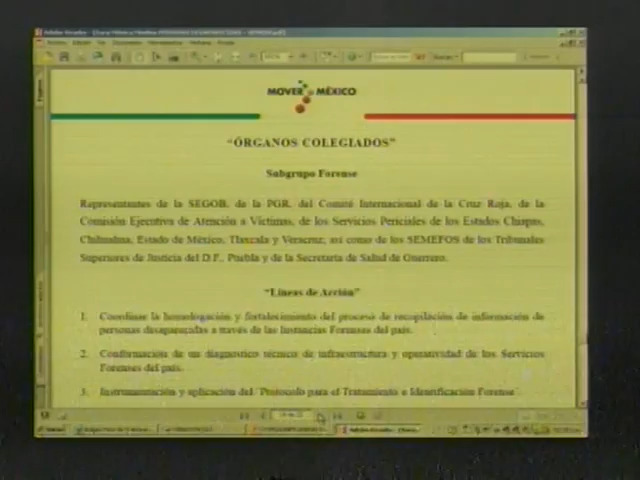 MOVER A MÉXICO
"ÓRGANOS COLEGIADOS"
Subgrupo Forense
Representantes de la SEGOB, de la PGR, del Comité Internacional de la Cruz Roja, de la
Comisión Ejecutiva de Atención a Víctimas, de los Servicios Periciales de los Estados Chiapas,
Chihuahua, Estado de México, Tlaxcala y Veracruz; así como de los SEMEFOS de los Tribunales
Superiores de Justicia del D.F., Puebla y de la Secretaría de Salud de Guerrero.
"Líneas de Acción"
1. Coordinar la homologación y fortalecimiento del proceso de recopilación de información de
personas desaparecidas a través de las Instancias Forenses del país.
2. Conformación de un diagnóstico técnico de infraestructura y operatividad de los Servicios
Forenses del país.
3. Instrumentación y aplicación del "Protocolo para el Tratamiento e Identificación Forense"